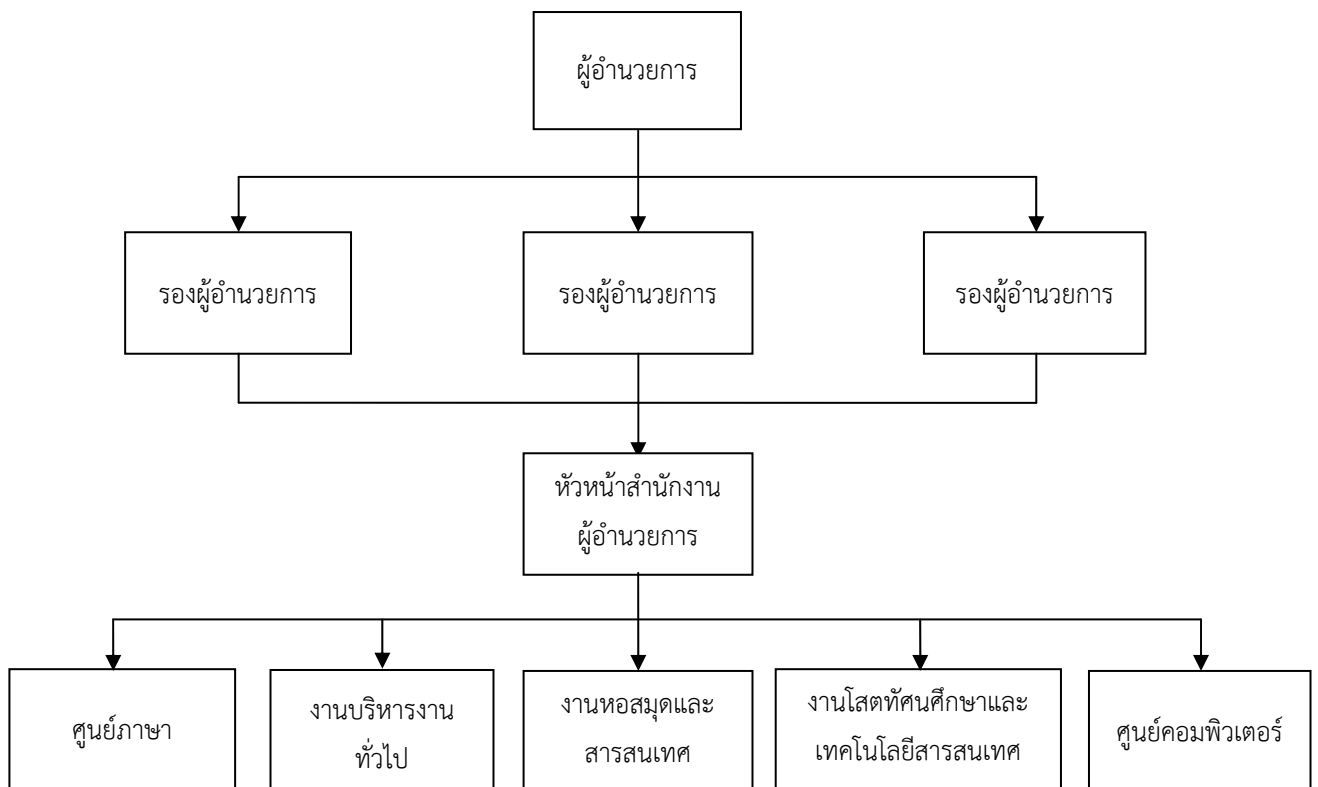 ผู้อำนวยการ
รองผู้อำนวยการ
รองผู้อำนวยการ
รองผู้อำนวยการ
หัวหน้าสำนักงาน
ผู้อำนวยการ
ศูนย์ภาษา
งานบริหารงาน
ทั่วไป
งานหอสมุดและ
สารสนเทศ
งานโสตทัศนศึกษาและ
เทคโนโลยีสารสนเทศ
ศูนย์คอมพิวเตอร์